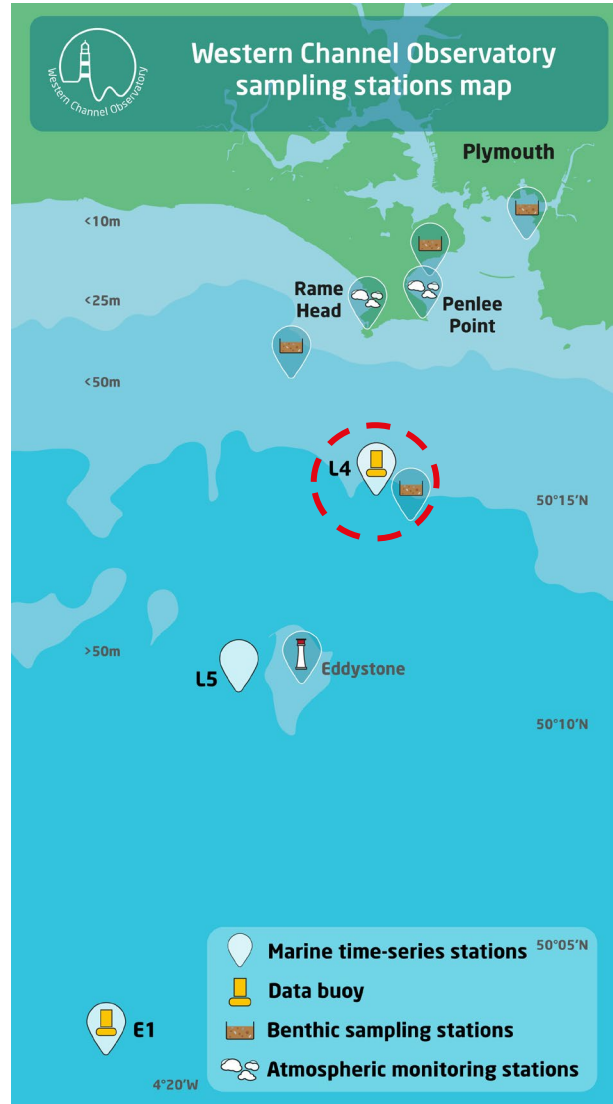 Western Channel Observatory
sampling stations map
Western Channel Observatory
Plymouth
<10m
Rame
Head
Penlee
Point
<25m
<50m
L4
50°15'N
>50m
L5
Eddystone
50°10'N
Marine time-series stations
50°05'N
Data buoy
E1
Benthic sampling stations
Atmospheric monitoring stations
4°20'W